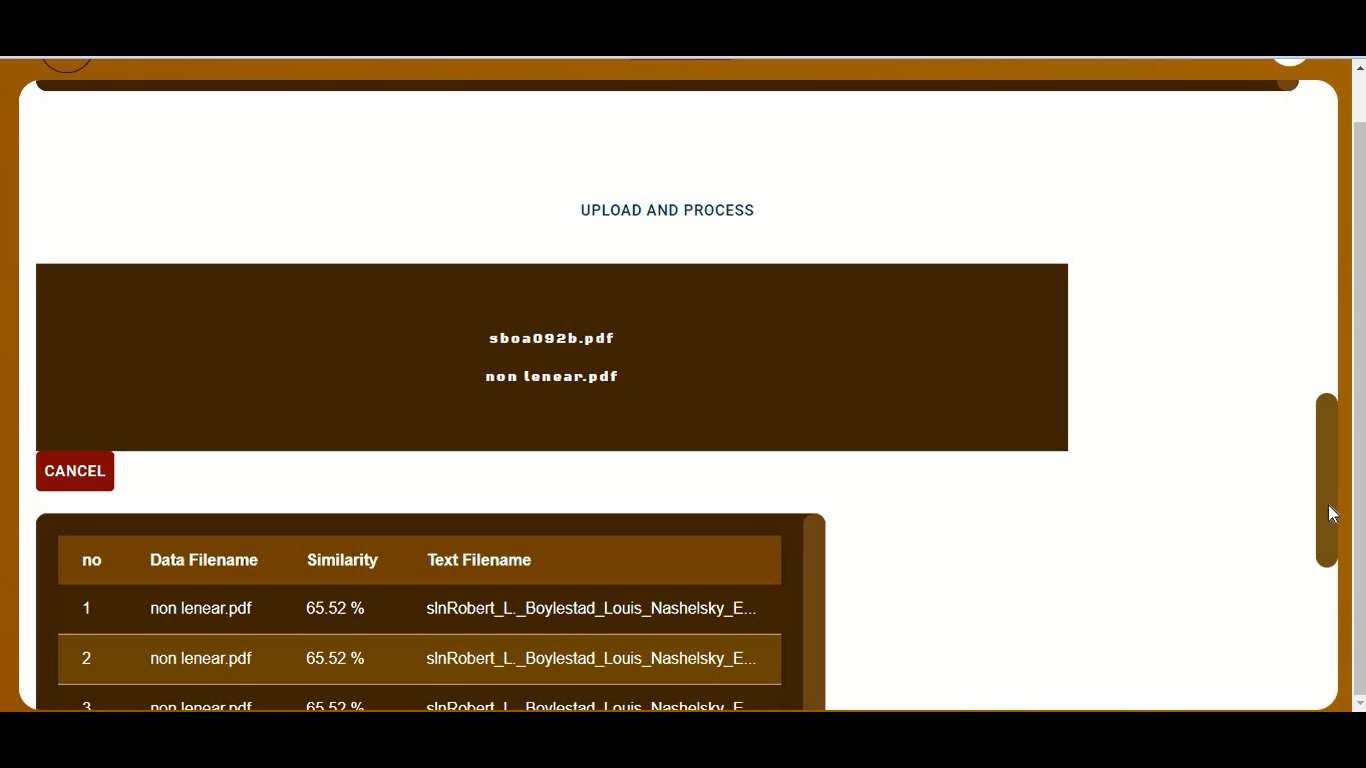 UPLOAD AND PROCESS
sboa092b.pdf
non lenear.pdf
CANCEL
no Data Filename Similarity Text Filename
1 non lenear.pdf 65.52 % slnRobert_L._Boylestad_Louis_Nashelsky_E...
2 non lenear.pdf 65.52 % slnRobert_L._Boylestad_Louis_Nashelsky_E...
3 non lenear.pdf 65.52 % slnRobert_L._Boylestad_Louis_Nashelsky_E...